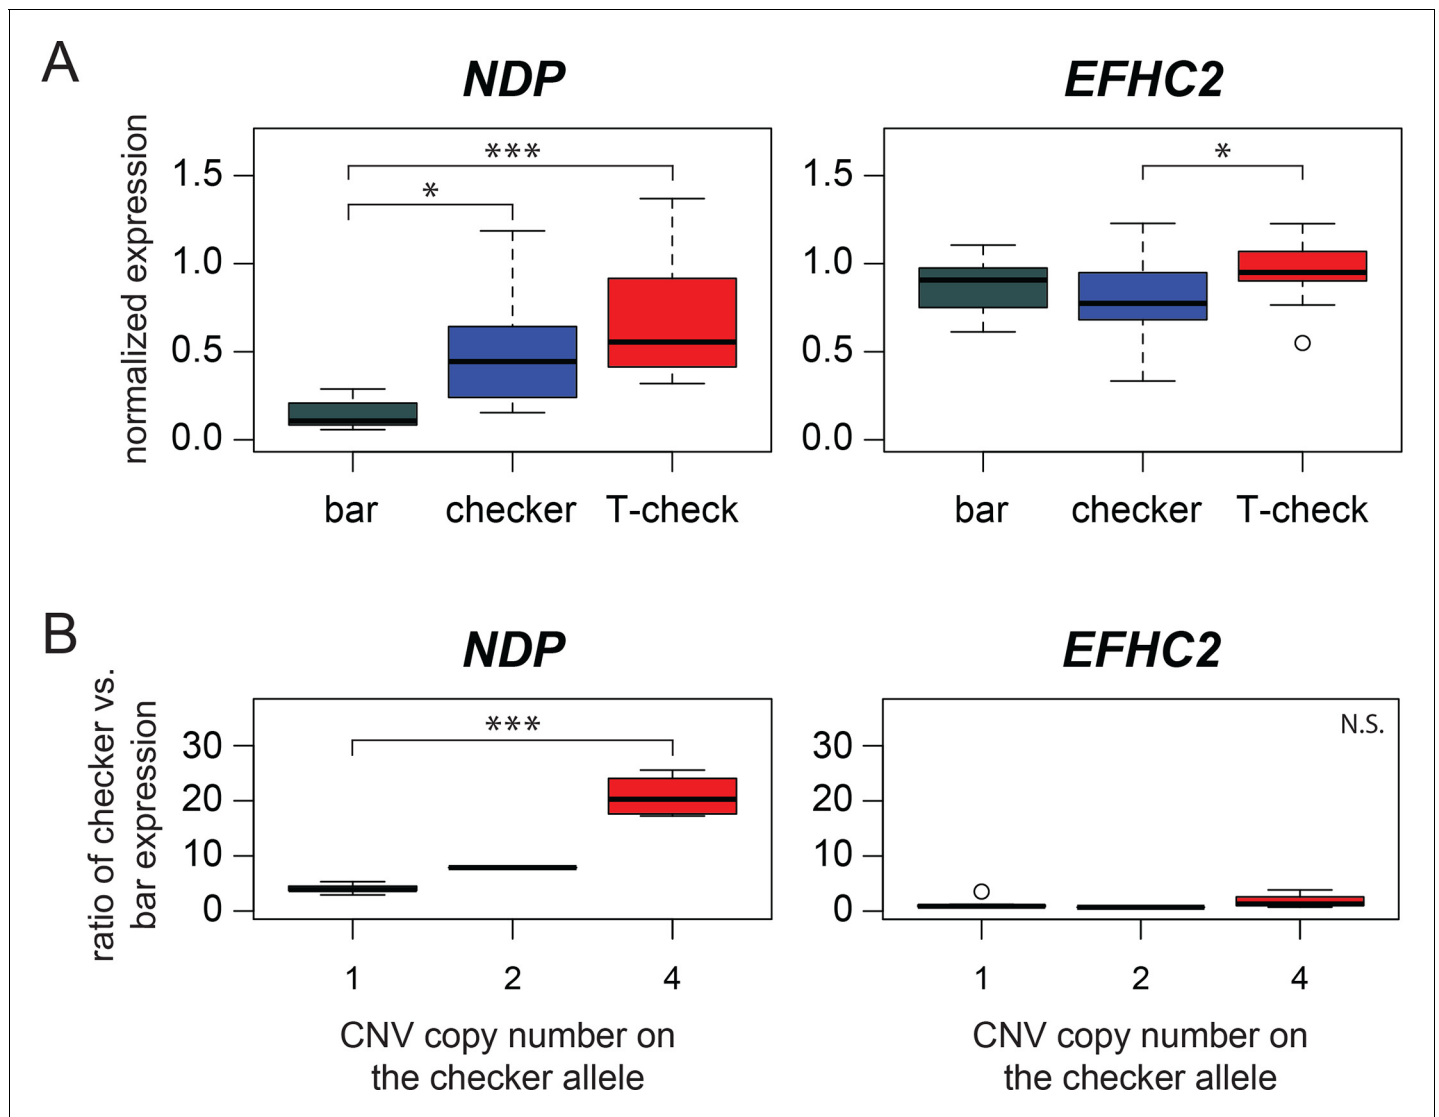 A
NDP
EFHC2
normalized expression
***
*
1.5
1.0
0.5
0.0
bar checker T-check
*
1.5
1.0
0.5
0.0
bar checker T-check
B
NDP
EFHC2
ratio of checker vs.
bar expression
***
30
20
10
0
1 2 4
CNV copy number on
the checker allele
N.S.
30
20
10
0
1 2 4
CNV copy number on
the checker allele